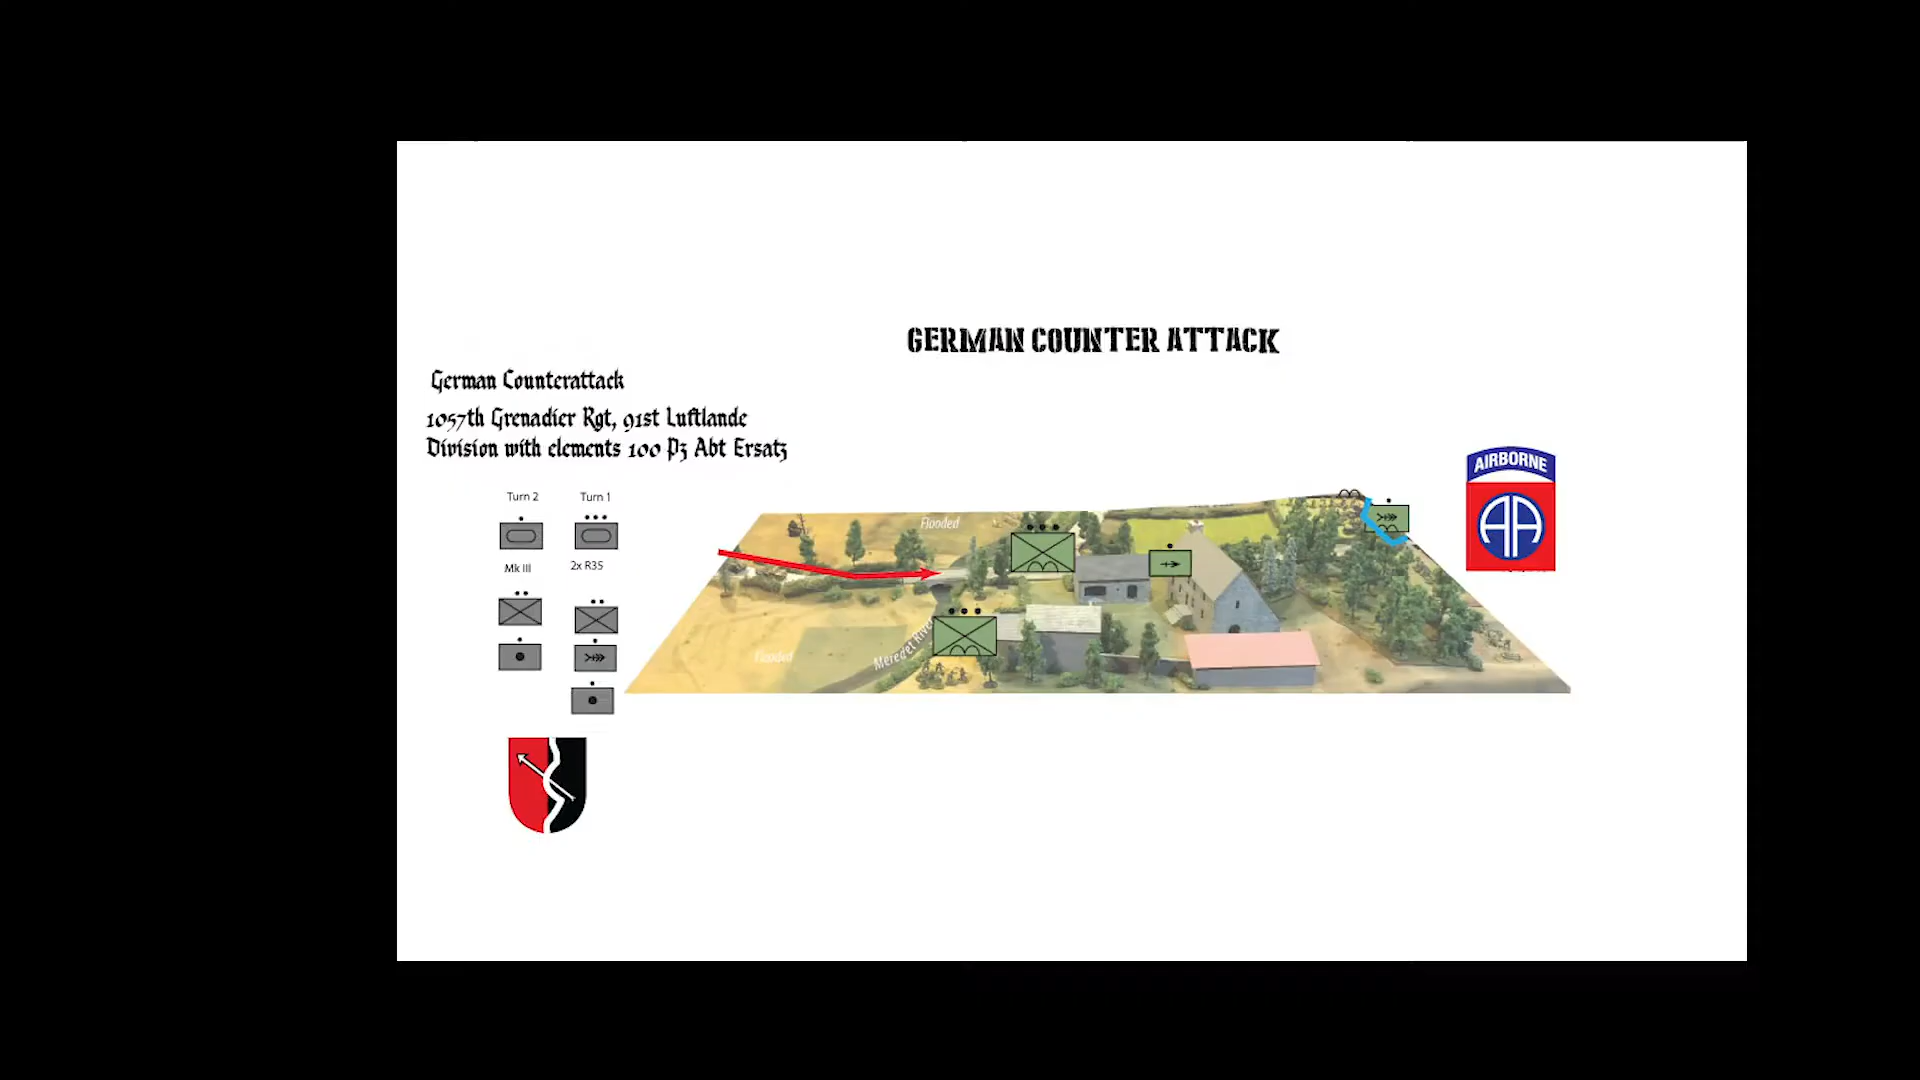 GERMAN COUNTER ATTACK
German Counterattack
1057th Grenadier Rgt, 91st Luftlande
Division with elements 100 Pz Abt Ersatz
Turn 2
Turn 1
Mk III
2x R35
Flooded
Flooded
Meredet River
AIRBORNE
AA